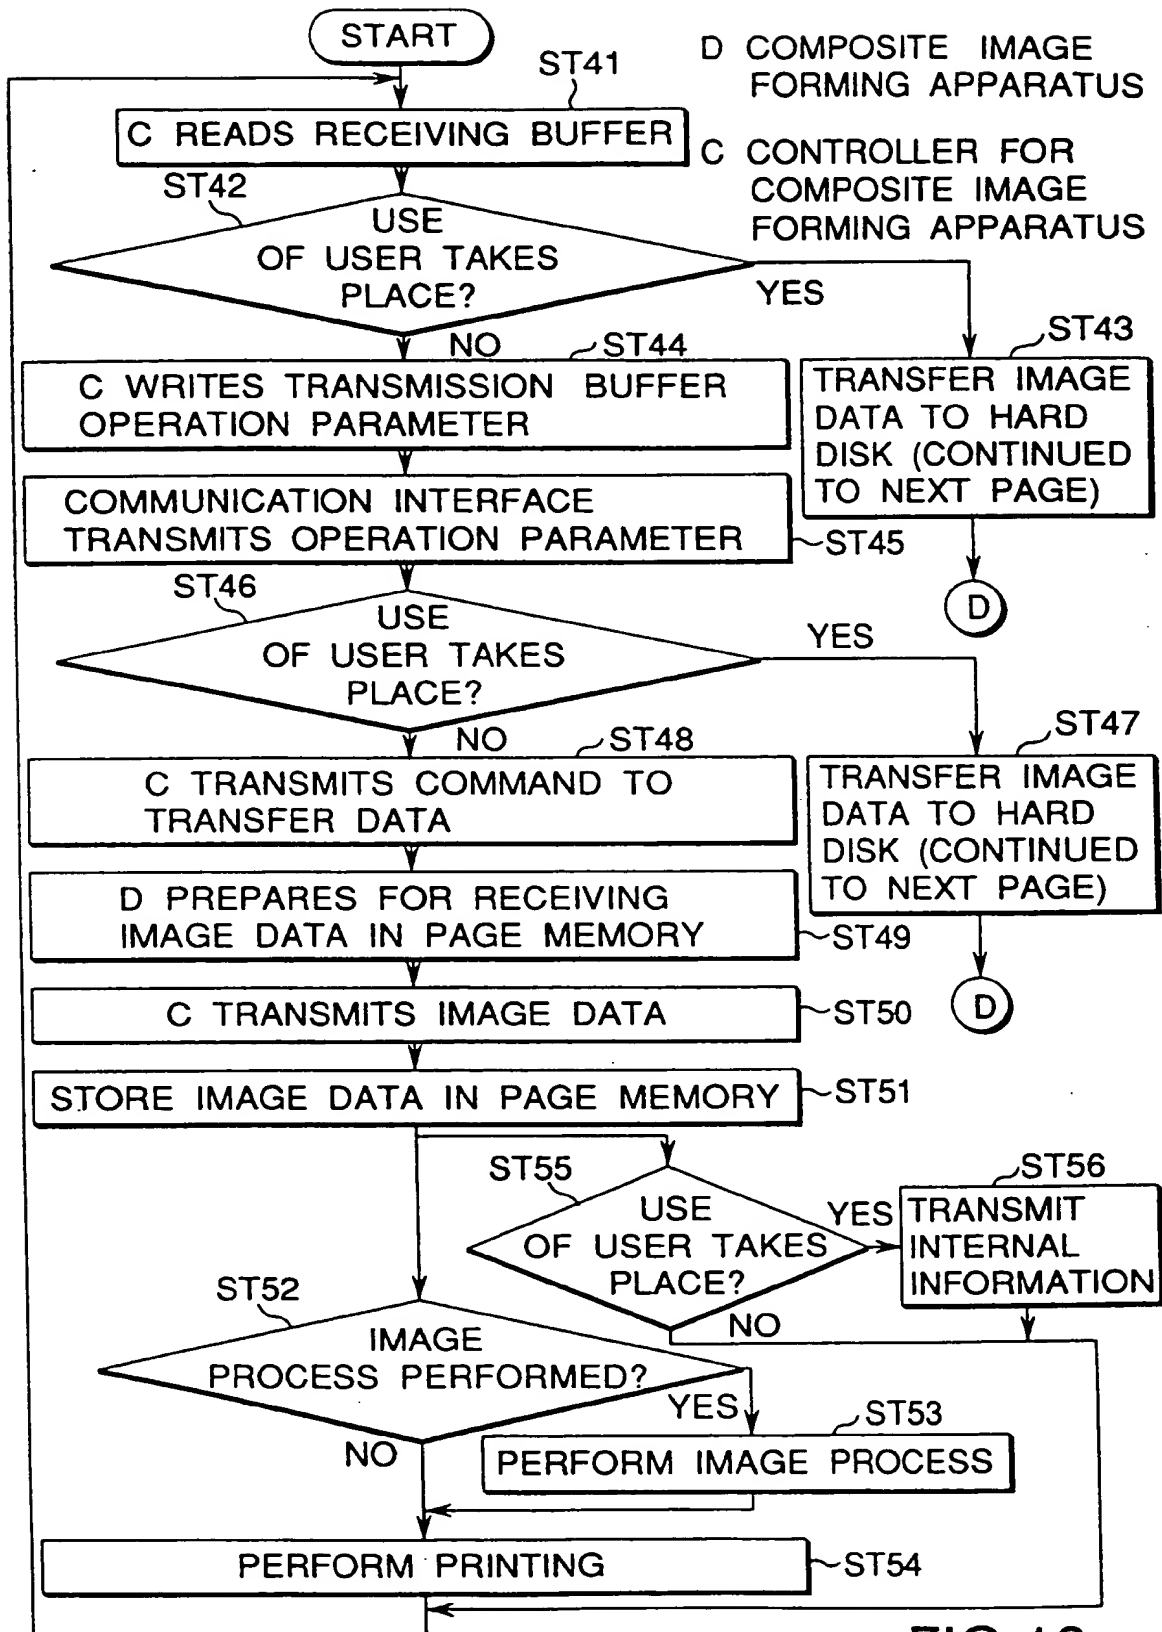 START
D COMPOSITE IMAGE
FORMING APPARATUS
C CONTROLLER FOR
COMPOSITE IMAGE
FORMING APPARATUS
ST41
C READS RECEIVING BUFFER
ST42
USE
OF USER TAKES
PLACE?
YES
NO
ST43
TRANSFER IMAGE
DATA TO HARD
DISK (CONTINUED
TO NEXT PAGE)
D
ST44
C WRITES TRANSMISSION BUFFER
OPERATION PARAMETER
COMMUNICATION INTERFACE
TRANSMITS OPERATION PARAMETER
ST45
ST46
USE
OF USER TAKES
PLACE?
YES
NO
ST47
TRANSFER IMAGE
DATA TO HARD
DISK (CONTINUED
TO NEXT PAGE)
D
ST48
C TRANSMITS COMMAND TO
TRANSFER DATA
D PREPARES FOR RECEIVING
IMAGE DATA IN PAGE MEMORY
ST49
C TRANSMITS IMAGE DATA
ST50
STORE IMAGE DATA IN PAGE MEMORY
ST51
ST55
USE
OF USER TAKES
PLACE?
YES
NO
ST56
TRANSMIT
INTERNAL
INFORMATION
ST52
IMAGE
PROCESS PERFORMED?
YES
NO
ST53
PERFORM IMAGE PROCESS
PERFORM PRINTING
ST54